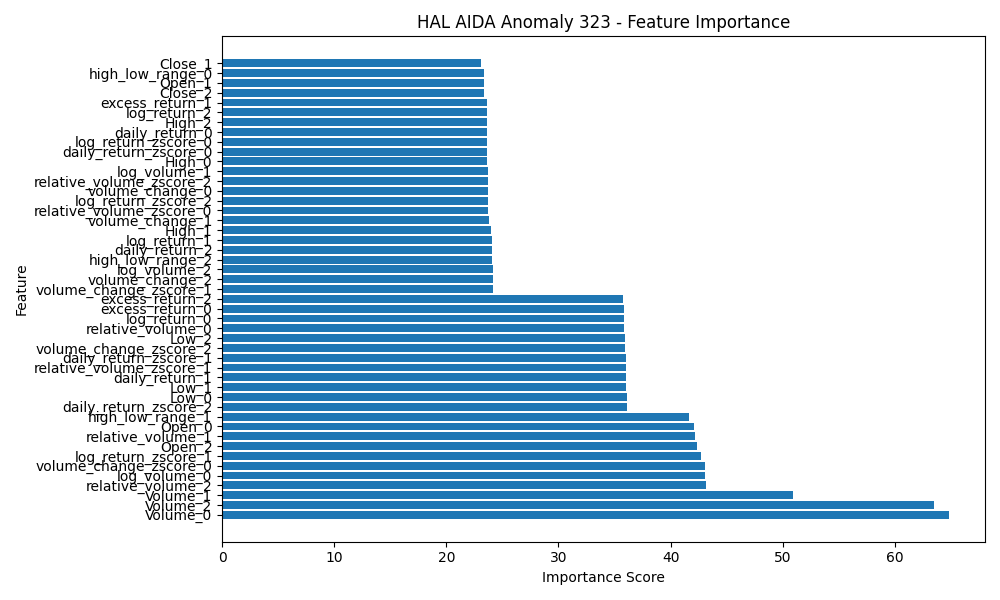 HAL AIDA Anomaly 323 - Feature Importance
Close_1
high_low_range_0
Open_1
Close_2
excess_return_1
log_return_2
High_2
daily_return_0
log_return_zscore_0
daily_return_zscore_0
High_0
log_volume_1
relative_volume_zscore_2
volume_change_0
log_return_zscore_2
relative_volume_zscore_0
volume_change_1
High_1
log_return_1
daily_return_2
high_low_range_2
log_volume_2
volume_change_2
volume_change_zscore_1
excess_return_2
excess_return_0
log_return_0
relative_volume_0
Low_2
volume_change_zscore_2
daily_return_zscore_1
relative_volume_zscore_1
daily_return_1
Low_1
Low_0
daily_return_zscore_2
high_low_range_1
Open_0
relative_volume_1
Open_2
log_return_zscore_1
volume_change_zscore_0
log_volume_0
relative_volume_2
Volume_1
Volume_2
Volume_0
Feature
0 10 20 30 40 50 60
Importance Score